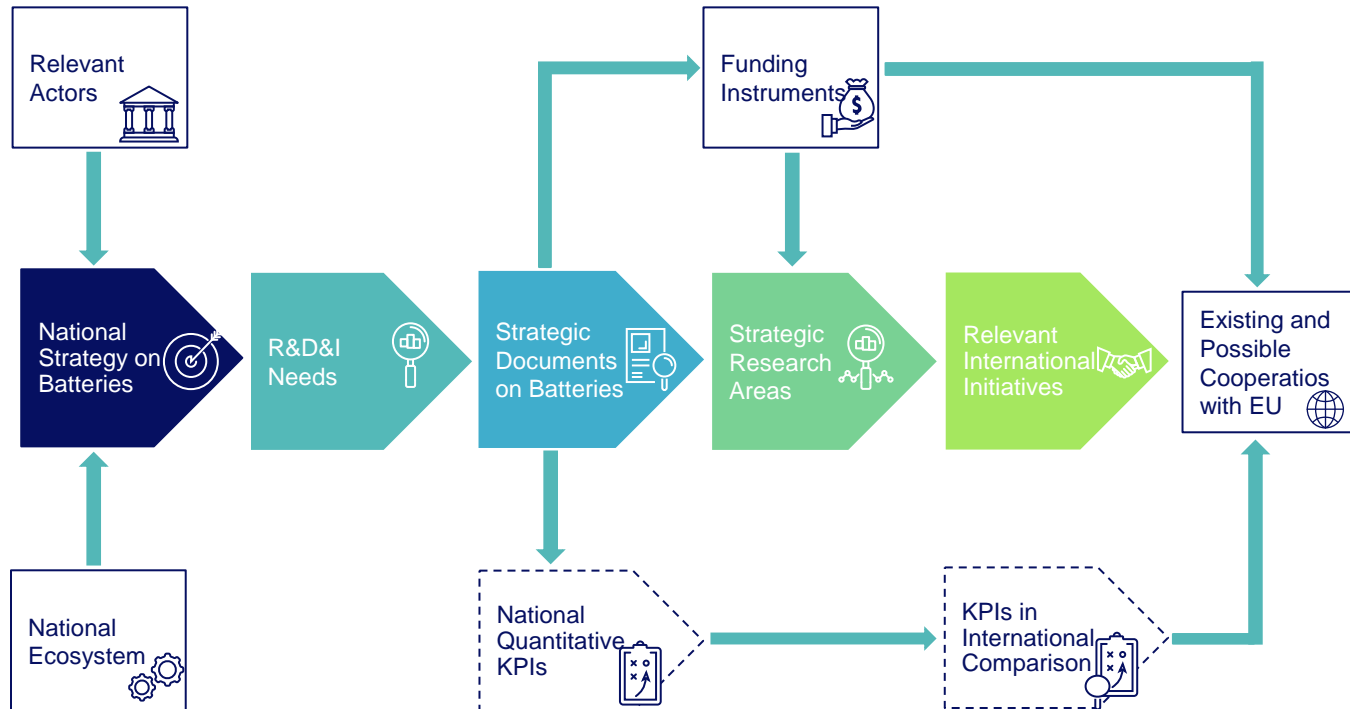 Relevant
Actors
Funding
Instruments
$
National
Strategy on
Batteries
R&D&I
Needs
Strategic
Documents
on Batteries
Strategic
Research
Areas
Relevant
International
Initiatives
Existing and
Possible
Cooperatios
with EU
National
Ecosystem
National
Quantitative
KPIs
KPIs in
International
Comparison